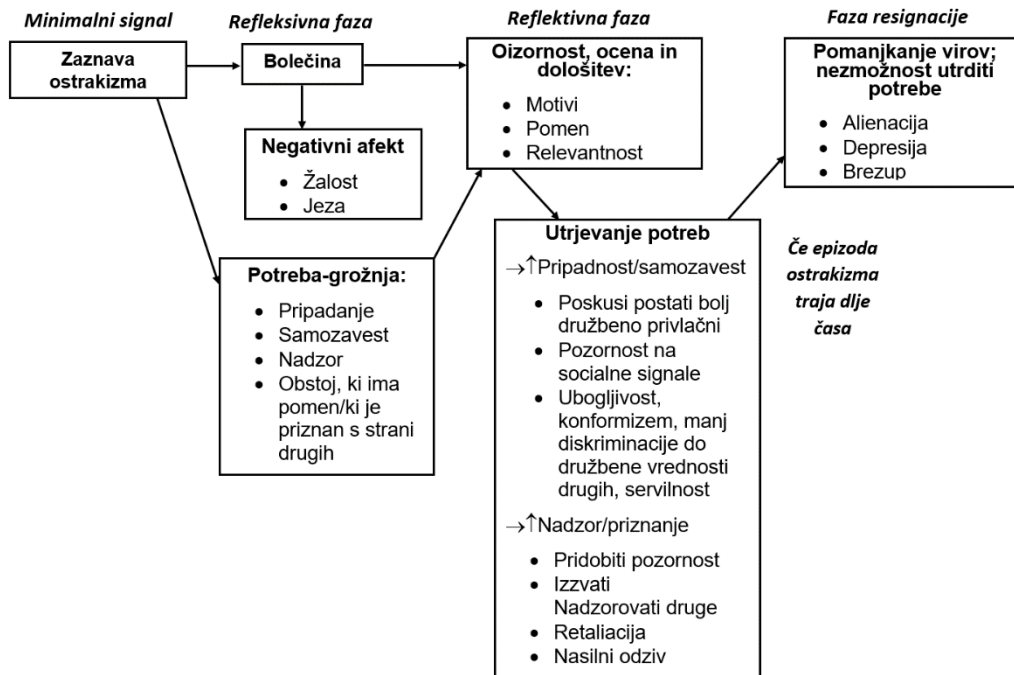 Minimalni signal
Zaznava
ostrakizma
Refleksivna faza
Bolečina
Negativni afekt
• Žalost
• Jeza
Potreba-grožnja:
• Pripadanje
• Samozavest
• Nadzor
• Obstoj, ki ima
pomen/ki je
priznan s strani
drugih
Reflektivna faza
Oizornost, ocena in
dološitev:
• Motivi
• Pomen
• Relevantnost
Utrjevanje potreb
→↑Pripadnost/samozavest
• Poskusi postati bolj
družbeno privlačni
• Pozornost na
socialne signale
• Ubogljivost,
konformizem, manj
diskriminacije do
družbene vrednosti
drugih, servilnost
→↑Nadzor/priznanje
• Pridobiti pozornost
• Izzvati
Nadzorovati druge
• Retaliacija
• Nasilni odziv
Faza resignacije
Pomanjkanje virov;
nezmožnost utrditi
potrebe
• Alienacija
• Depresija
• Brezup
Če epizoda
ostrakizma
traja dlje
časa